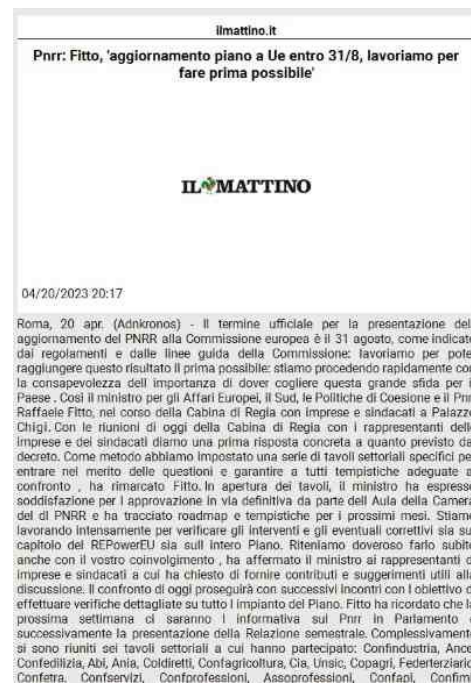 ilmattino.it
Pnrr: Fitto, 'aggiornamento piano a Ue entro 31/8, lavoriamo per
fare prima possibile'
IL MATTINO
04/20/2023 20:17
Roma, 20 apr. (Adnkronos) - Il termine ufficiale per la presentazione dell
aggiornamento del PNRR alla Commissione europea è il 31 agosto, come indicat
dai regolamenti e dalle linee guida della Commissione: lavoriamo per pote
raggiungere questo risultato il prima possibile: stiamo procedendo rapidamente co
la consapevolezza dell importanza di dover cogliere questa grande sfida per i
Paese . Così il ministro per gli Affari Europei, il Sud, le Politiche di Coesione e il Pnr
Raffaele Fitto, nel corso della Cabina di Regia con imprese e sindacati a Palazz
Chigi. Con le riunioni di oggi della Cabina di Regia con i rappresentanti dell
imprese e dei sindacati diamo una prima risposta concreta a quanto previsto da
decreto. Come metodo abbiamo impostato una serie di tavoli settoriali specifici pe
entrare nel merito delle questioni e garantire a tutti tempistiche adeguate a
confronto , ha rimarcato Fitto. In apertura dei tavoli, il ministro ha espress
soddisfazione per l approvazione in via definitiva da parte dell Aula della Camer
del dl PNRR e ha tracciato roadmap e tempistiche per i prossimi mesi. Stiam
lavorando intensamente per verificare gli interventi e gli eventuali correttivi sia su
capitolo del REPowerEU sia sull intero Piano. Riteniamo doveroso farlo subit
anche con il vostro coinvolgimento , ha affermato il ministro ai rappresentanti d
imprese e sindacati a cui ha chiesto di fornire contributi e suggerimenti utili all
discussione. Il confronto di oggi proseguirà con successivi incontri con l obiettivo d
effettuare verifiche dettagliate su tutto l impianto del Piano. Fitto ha ricordato che l
prossima settimana ci saranno l informativa sul Pnrr in Parlamento
successivamente la presentazione della Relazione semestrale. Complessivament
si sono riuniti sei tavoli settoriali a cui hanno partecipato: Confindustria, Ance
Confedilizia, Abi, Ania, Coldiretti, Confagricoltura, Cia, Unsic, Copagri, Federterziario
Confetra, Confservizi, Confprofessioni, Assoprofessioni, Confapi, Confimi